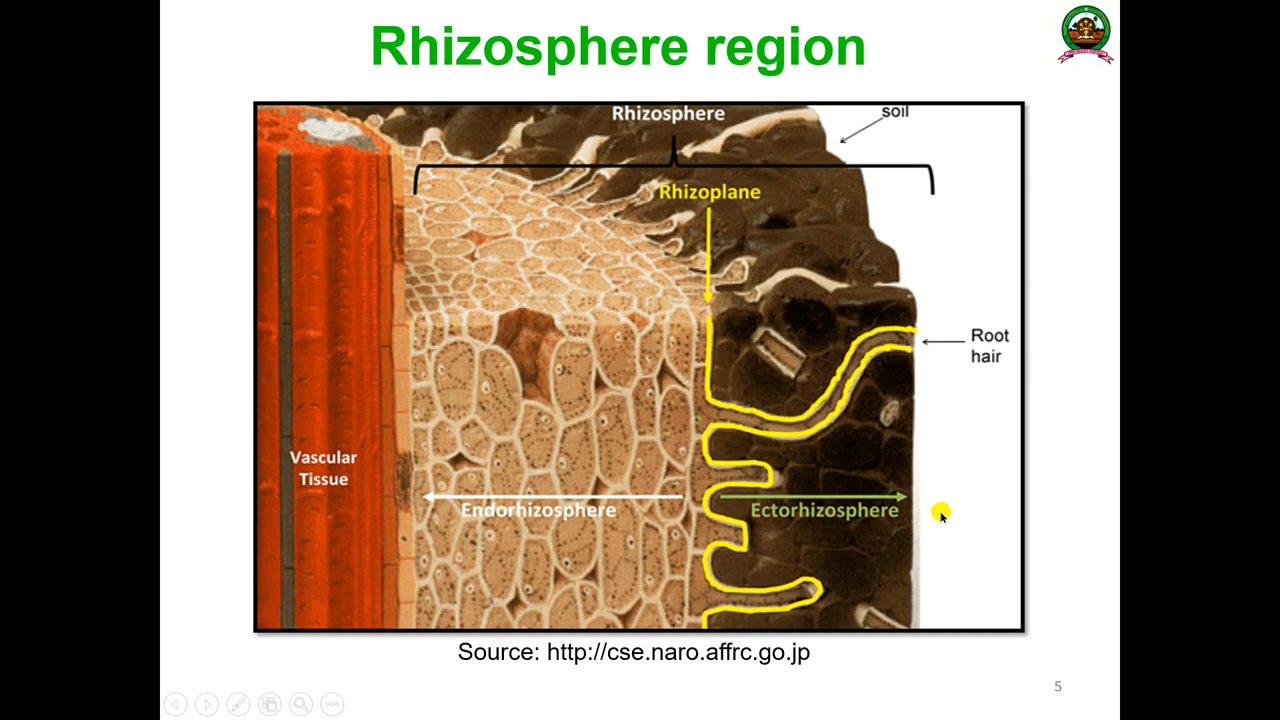 Rhizosphere region
Rhizosphere
soil
Rhizoplane
Root
hair
Vascular
Tissue
Endorhizosphere
Ectorhizosphere
Source: http://cse.naro.affrc.go.jp
5